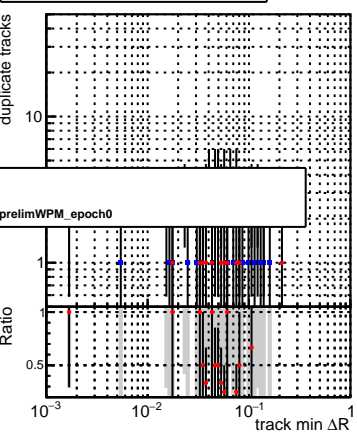 duplicate tracks
10
prelimWPM_epoch0
1
Ratio
1
0.5
10⁻³
10⁻²
10⁻¹
1
track min ΔR